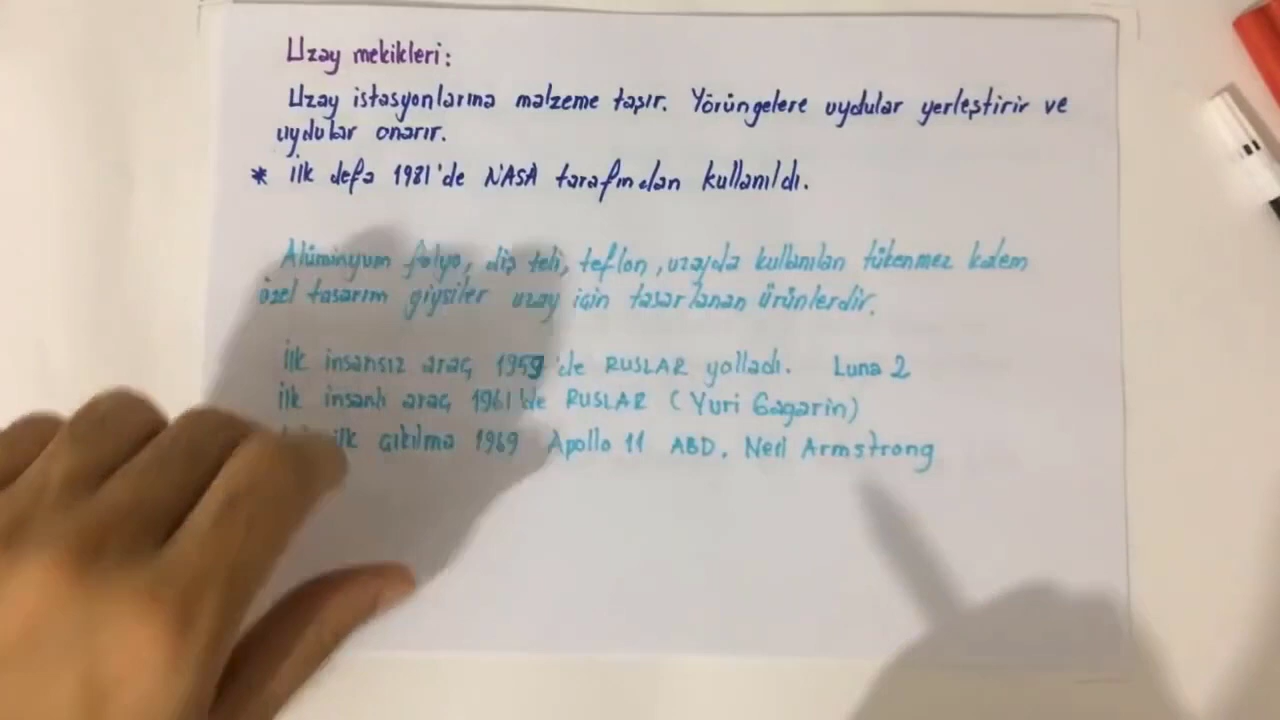 Uzay mekikleri:
Uzay istasyonlarına malzeme taşır. Yörüngelere uydular yerleştirir ve
uydular onarır.
* İlk defa 1981'de NASA tarafından kullanıldı.
Alüminyum folyo, diş teli, teflon, uzayda kullanılan tükenmez kalem
özel tasarım giysiler uzay için tasarlanan ürünlerdir.
İlk insansız araç 1959'de RUSLAR yolladı. Luna 2
İlk insanlı araç 1961'de RUSLAR (Yuri Gagarin)
ilk çıkılma 1969 Apollo 11 ABD. Neil Armstrong